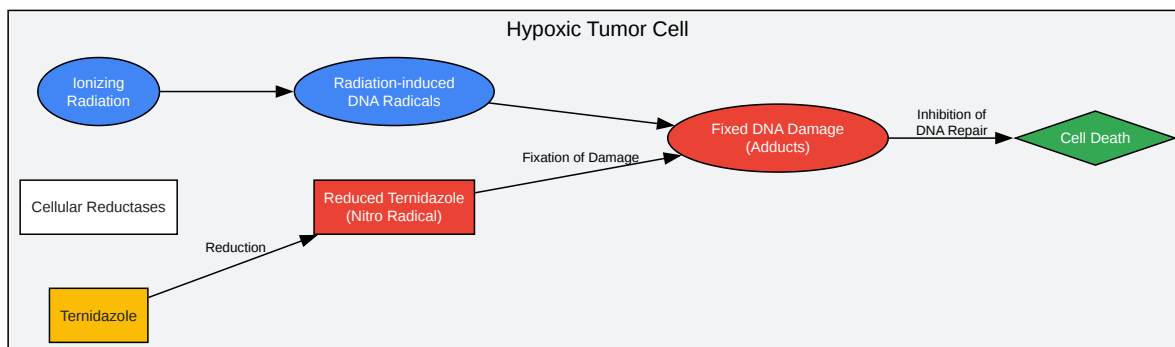 Hypoxic Tumor Cell
Ionizing
Radiation
Radiation-induced
DNA Radicals
Fixed DNA Damage
(Adducts)
Inhibition of
DNA Repair
Cell Death
Fixation of Damage
Cellular Reductases
Reduced Ternidazole
(Nitro Radical)
Reduction
Ternidazole